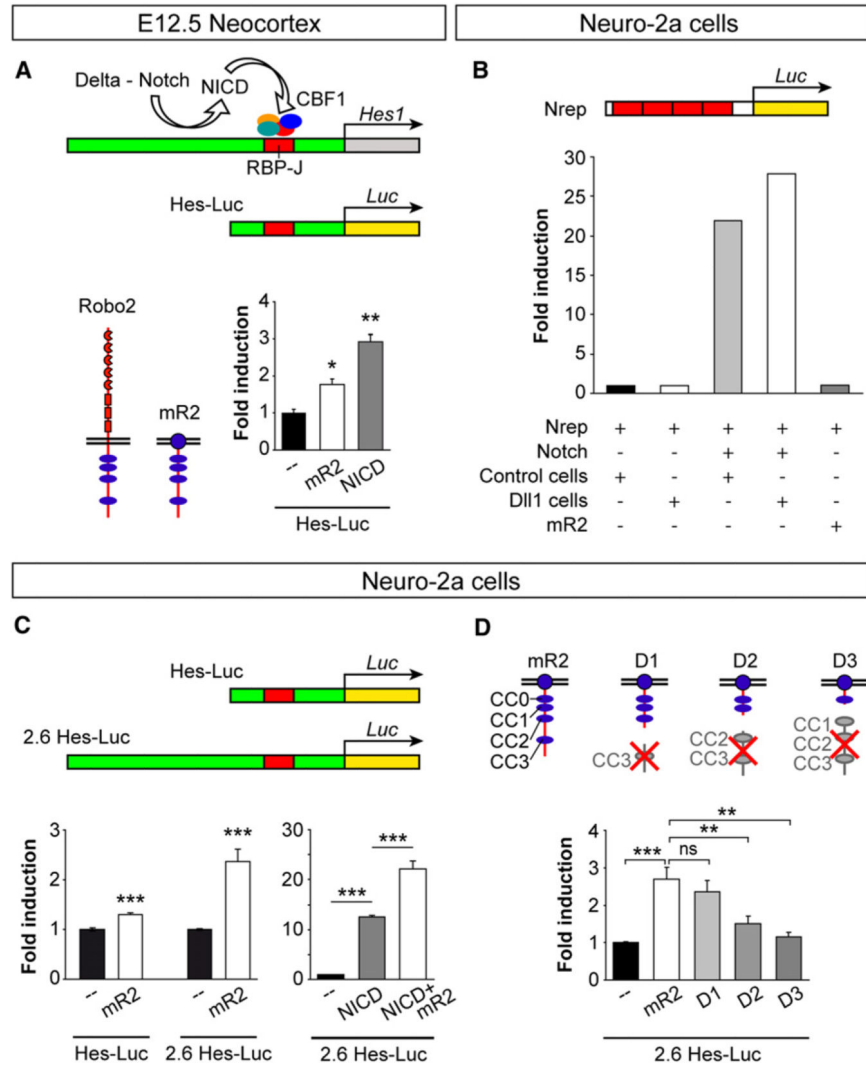 E12.5 Neocortex
Neuro-2a cells
A
Delta - Notch
NICD
CBF1
Hes1
RBP-J
Hes-Luc
Luc
Robo2
mR2
Fold induction
4
3
2
1
0
*
**
--
mR2
NICD
Hes-Luc
B
Nrep
Luc
Fold induction
30
25
20
15
10
5
0
Nrep + + + + +
Notch - - + + -
Control cells + - + - -
Dll1 cells - + - + -
mR2 - - - - +
Neuro-2a cells
C
Hes-Luc
Luc
2.6 Hes-Luc
Luc
Fold induction
3
2
1
0
***
***
--
mR2
--
mR2
Hes-Luc
2.6 Hes-Luc
30
20
10
0
***
***
--
NICD
NICD+
mR2
2.6 Hes-Luc
D
mR2
D1
D2
D3
CC0
CC1
CC2
CC3
CC3
CC2
CC3
CC1
CC2
CC3
Fold induction
4
3
2
1
0
**
**
***
ns
--
mR2
D1
D2
D3
2.6 Hes-Luc